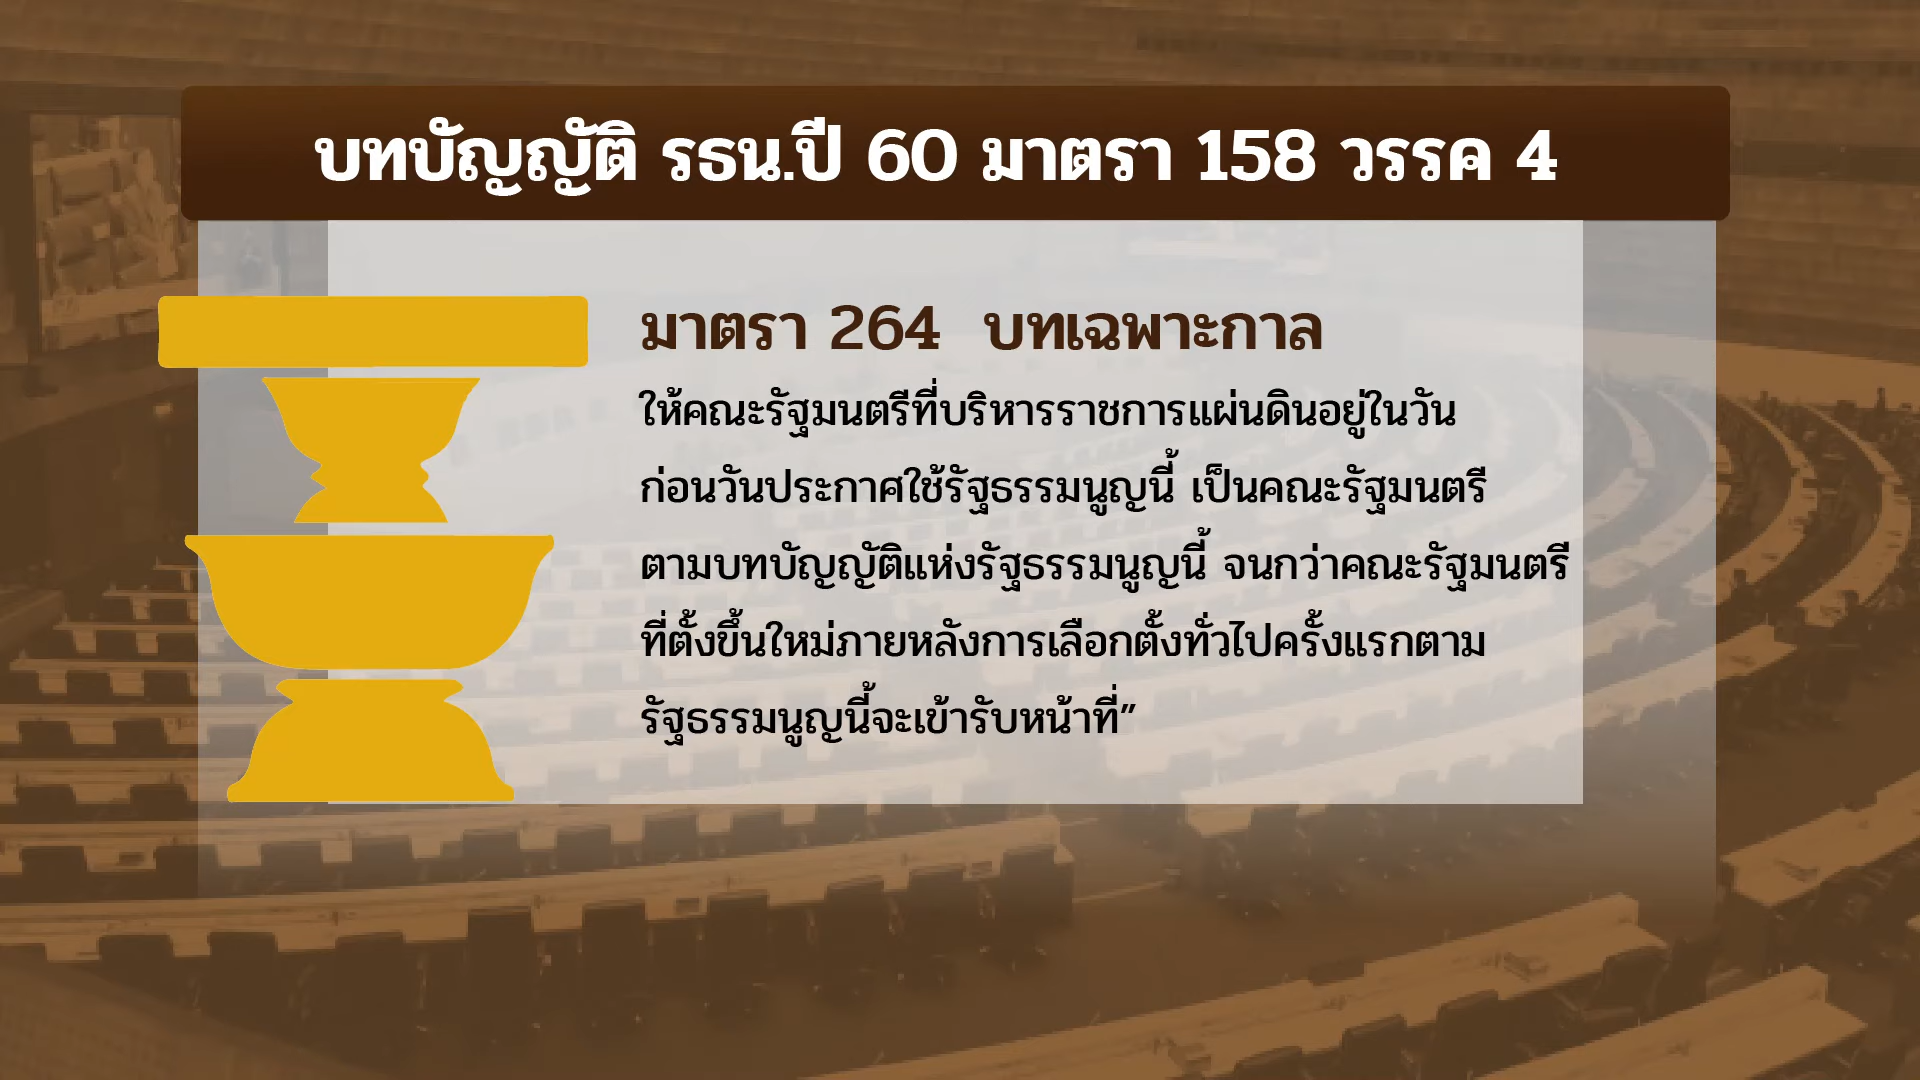 บทบัญญัติ รธน.ปี 60 มาตรา 158 วรรค 4
มาตรา 264 บทเฉพาะกาล
ให้คณะรัฐมนตรีที่บริหารราชการแผ่นดินอยู่ในวัน
ก่อนวันประกาศใช้รัฐธรรมนูญนี้ เป็นคณะรัฐมนตรี
ตามบทบัญญัติแห่งรัฐธรรมนูญนี้ จนกว่าคณะรัฐมนตรี
ที่ตั้งขึ้นใหม่ภายหลังการเลือกตั้งทั่วไปครั้งแรกตาม
รัฐธรรมนูญนี้จะเข้ารับหน้าที่”